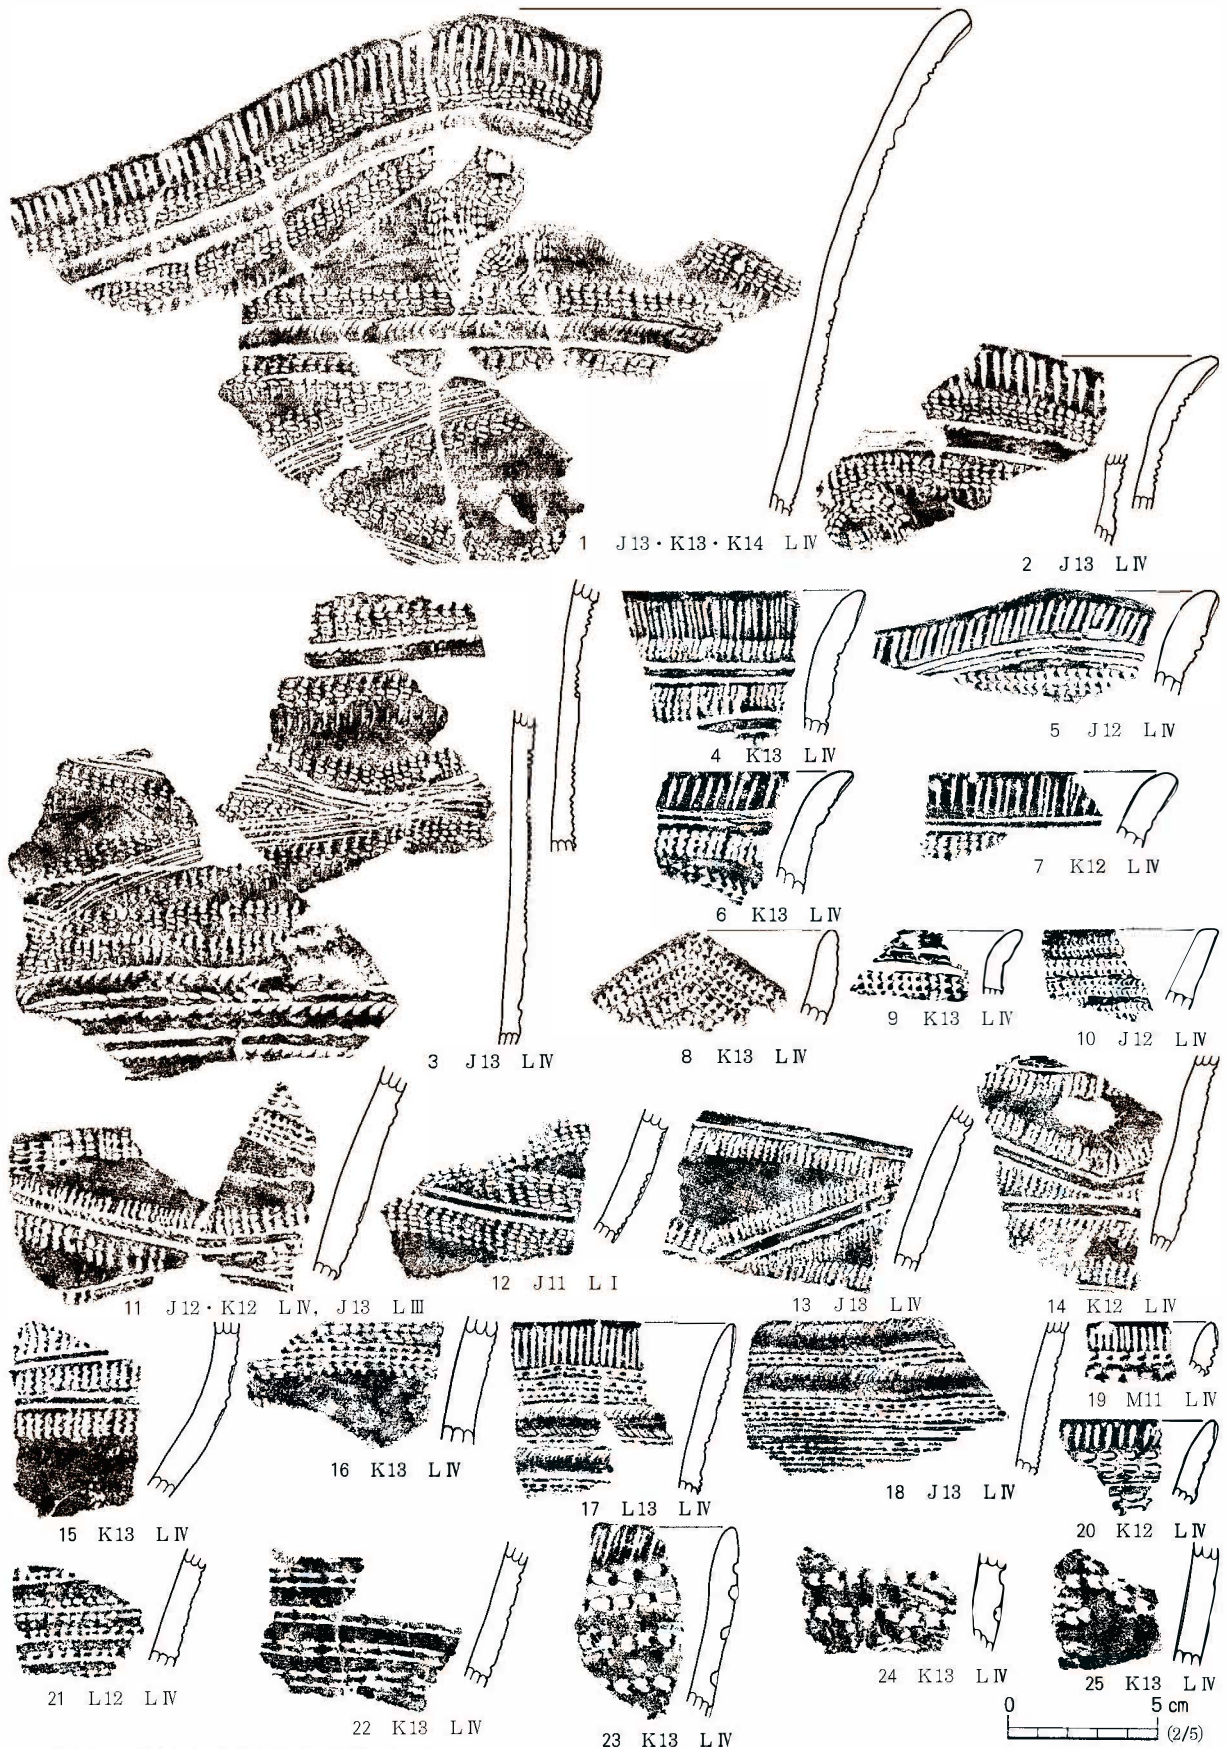 1 J13・K13・K14 LⅣ
2 J13 LⅣ
3 J13 LⅣ
4 K13 LⅣ
5 J12 LⅣ
6 K13 LⅣ
7 K12 LⅣ
8 K13 LⅣ
9 K13 LⅣ
10 J12 LⅣ
11 J12・K12 LⅣ, J13 LⅢ
12 J11 LⅠ
13 J13 LⅣ
14 K12 LⅣ
15 K13 LⅣ
16 K13 LⅣ
17 L13 LⅣ
18 J13 LⅣ
19 M11 LⅣ
20 K12 LⅣ
21 L12 LⅣ
22 K13 LⅣ
23 K13 LⅣ
24 K13 LⅣ
25 K13 LⅣ
0 5 cm
(2/5)